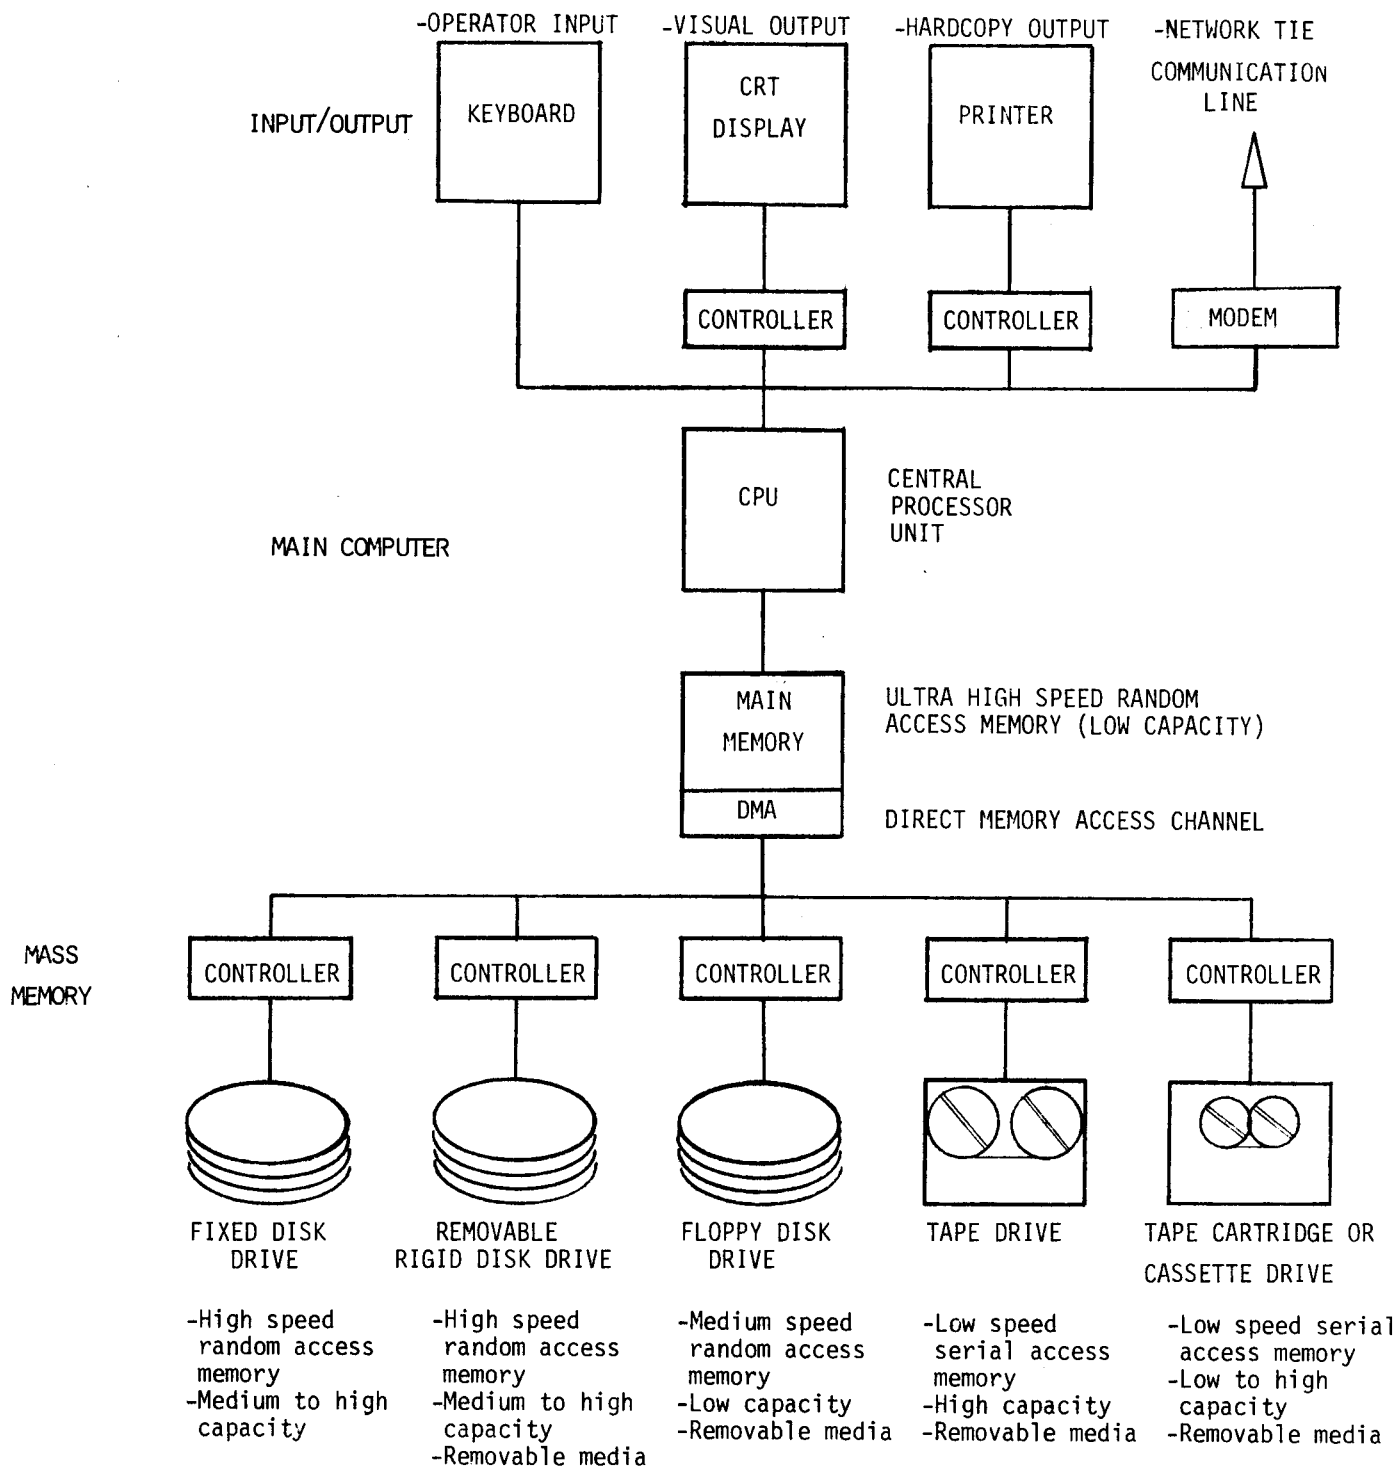 -OPERATOR INPUT
-VISUAL OUTPUT
-HARDCOPY OUTPUT
-NETWORK TIE
COMMUNICATION
LINE
INPUT/OUTPUT
KEYBOARD
CRT
DISPLAY
PRINTER
CONTROLLER
CONTROLLER
MODEM
MAIN COMPUTER
CPU
CENTRAL
PROCESSOR
UNIT
MAIN
MEMORY
ULTRA HIGH SPEED RANDOM
ACCESS MEMORY (LOW CAPACITY)
DMA
DIRECT MEMORY ACCESS CHANNEL
MASS
MEMORY
CONTROLLER
CONTROLLER
CONTROLLER
CONTROLLER
CONTROLLER
FIXED DISK
DRIVE
-High speed
random access
memory
-Medium to high
capacity
REMOVABLE
RIGID DISK DRIVE
-High speed
random access
memory
-Medium to high
capacity
-Removable media
FLOPPY DISK
DRIVE
-Medium speed
random access
memory
-Low capacity
-Removable media
TAPE DRIVE
-Low speed
serial access
memory
-High capacity
-Removable media
TAPE CARTRIDGE OR
CASSETTE DRIVE
-Low speed serial
access memory
-Low to high
capacity
-Removable media